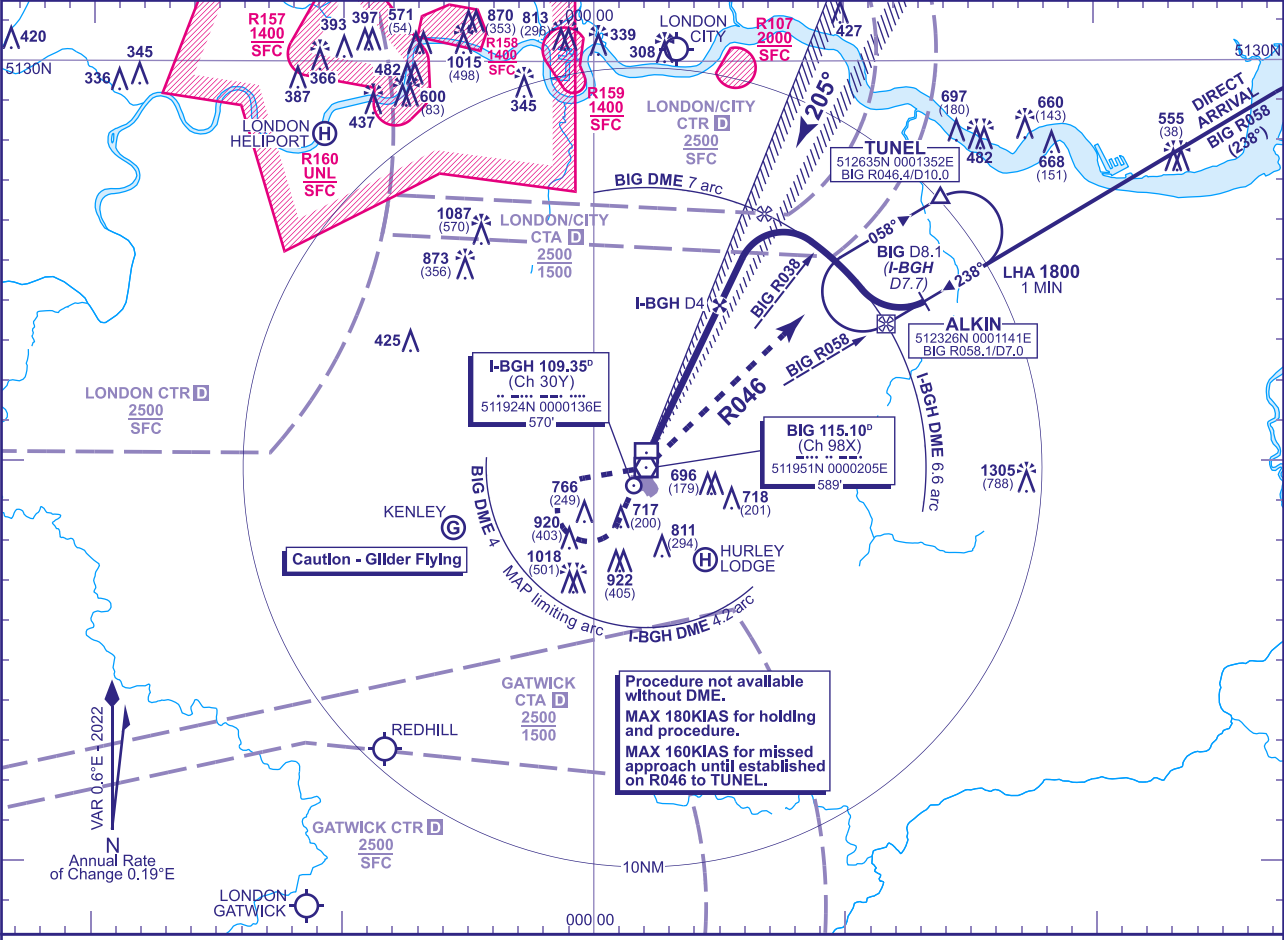 420
345
336
R157
1400
SFC
393
397
366
387
571
(54)
482
437
600
(83)
870
(353)
R158
1400
SFC
1015
(498)
813
(296)
345
000 00
339
308
LONDON
CITY
R107
2000
SFC
427
5130N
5130N
R159
1400
SFC
LONDON
HELIPORT
H
R160
UNL
SFC
LONDON/CITY
CTR D
2500
SFC
205°
697
(180)
482
660
(143)
668
(151)
555
(38)
DIRECT
ARRIVAL
BIG R058
(238°)
TUNEL
512635N 0001352E
BIG R046.4/D10.0
BIG DME 7 arc
1087
(570)
873
(356)
LONDON/CITY
CTA D
2500
1500
058°
BIG D8.1
(I-BGH
D7.7)
238°
LHA 1800
1 MIN
I-BGH D4
BIG R038
BIG R058
R046
ALKIN
512326N 0001141E
BIG R058.1/D7.0
425
I-BGH 109.35D
(Ch 30Y)
511924N 0000136E
570'
LONDON CTR D
2500
SFC
I-BGH DME 6.6 arc
BIG 115.10D
(Ch 98X)
511951N 0000205E
589'
1305
(788)
BIG DME 4
766
(249)
696
(179)
718
(201)
717
(200)
920
(403)
811
(294)
1018
(501)
922
(405)
KENLEY
G
H
HURLEY
LODGE
Caution - Glider Flying
MAP limiting arc
I-BGH DME 4.2 arc
GATWICK
CTA D
2500
1500
Procedure not available
without DME.
MAX 180KIAS for holding
and procedure.
MAX 160KIAS for missed
approach until established
on R046 to TUNEL.
REDHILL
VAR 0.6°E - 2022
N
Annual Rate
of Change 0.19°E
GATWICK CTR D
2500
SFC
10NM
LONDON
GATWICK
000 00